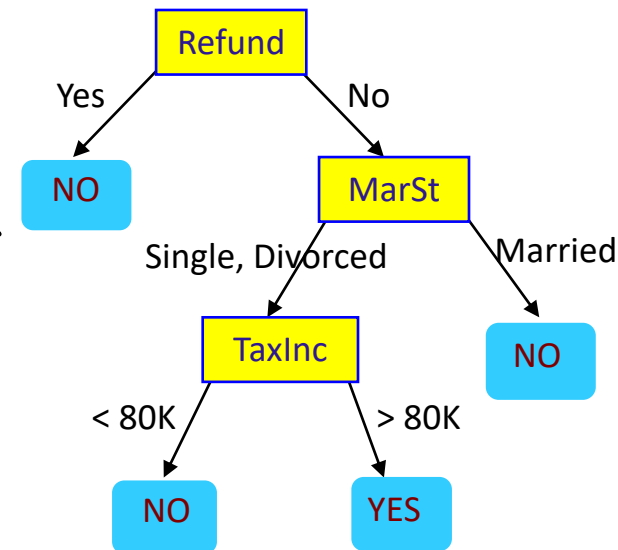 Refund
Yes
No
NO
MarSt
Single, Divorced
Married
TaxInc
NO
< 80K
> 80K
NO
YES